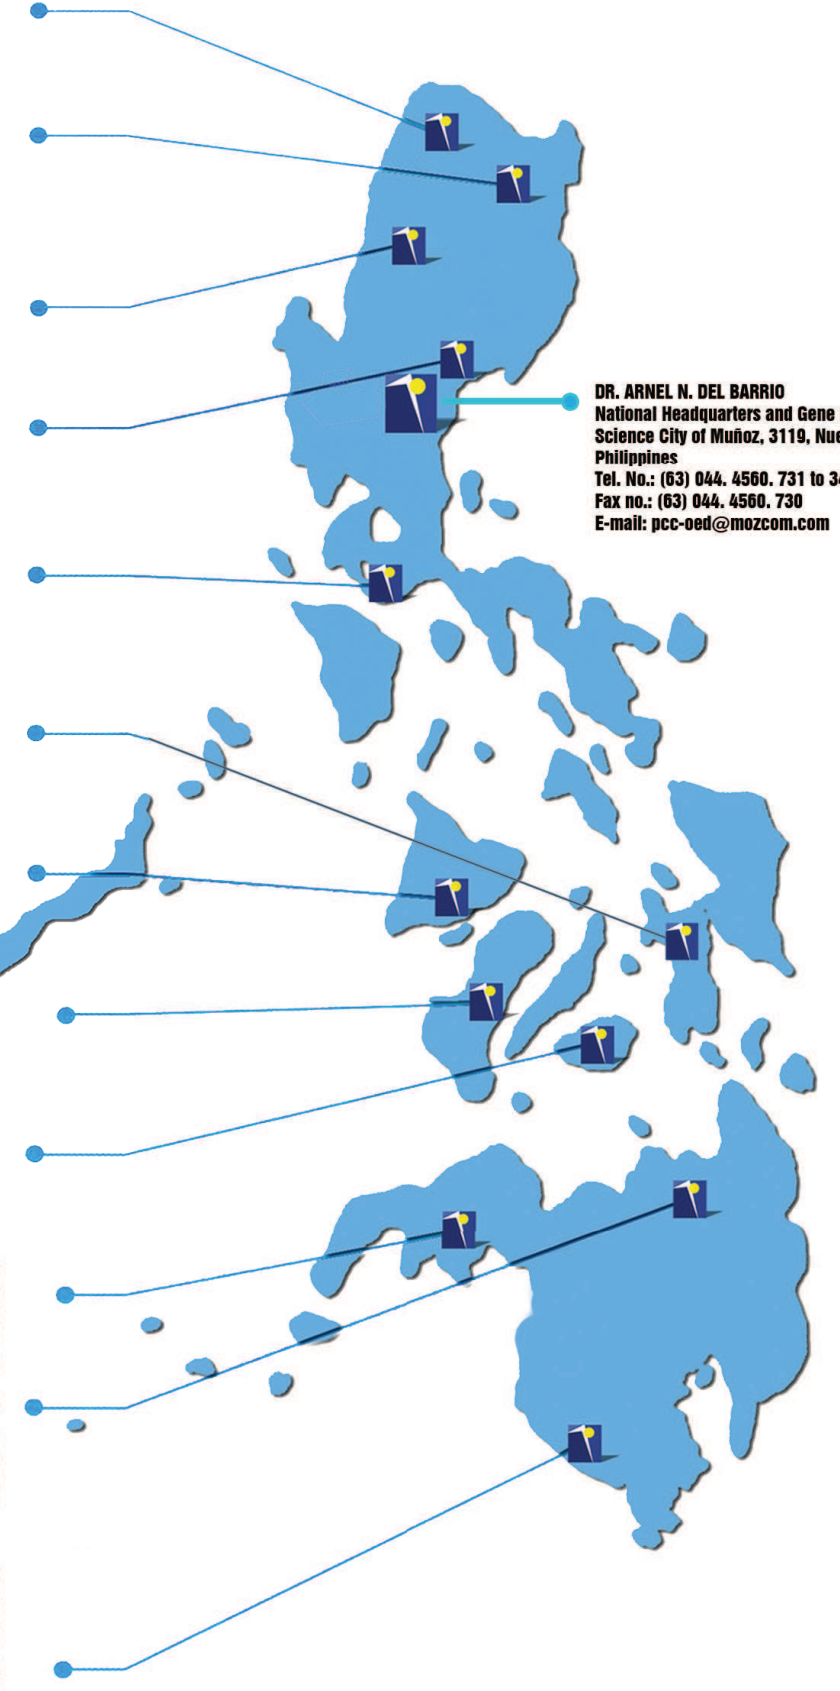 DR. ARNEL N. DEL BARRIO
National Headquarters and Gene
Science City of Muñoz, 3119, Nue
Philippines
Tel. No.: (63) 044. 4560. 731 to 34
Fax no.: (63) 044. 4560. 730
E-mail: pcc-oed@mozcom.com